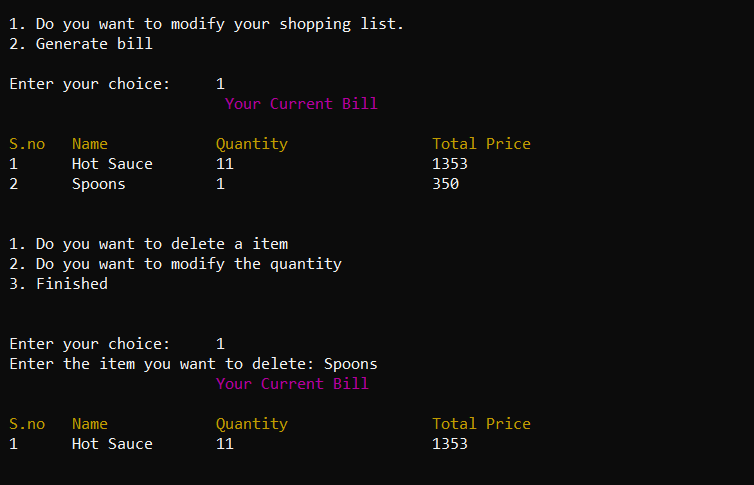 1. Do you want to modify your shopping list.
2. Generate bill
Enter your choice: 1
Your Current Bill
S.no Name Quantity Total Price
1 Hot Sauce 11 1353
2 Spoons 1 350
1. Do you want to delete a item
2. Do you want to modify the quantity
3. Finished
Enter your choice: 1
Enter the item you want to delete: Spoons
Your Current Bill
S.no Name Quantity Total Price
1 Hot Sauce 11 1353